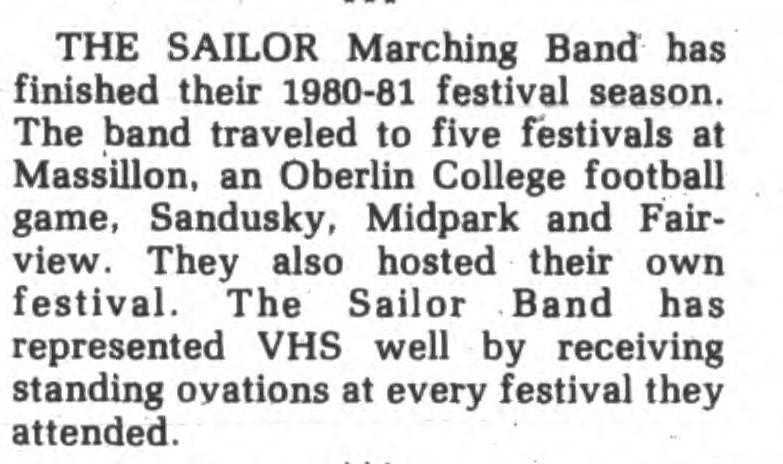 ***
THE SAILOR Marching Band has
finished their 1980-81 festival season.
The band traveled to five festivals at
Massillon, an Oberlin College football
game, Sandusky, Midpark and Fair-
view. They also hosted their own
festival. The Sailor Band has
represented VHS well by receiving
standing ovations at every festival they
attended.